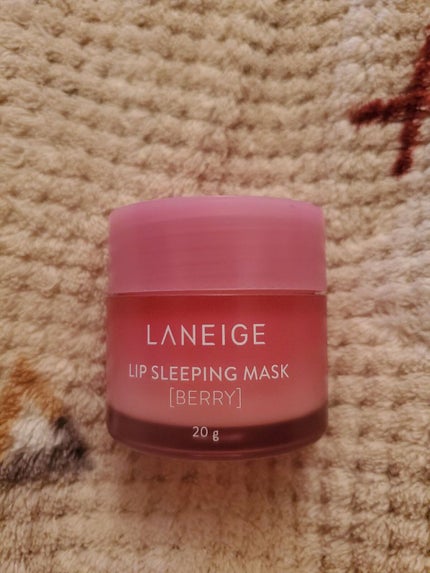 LANEIGE
LIP SLEEPING MASK
[BERRY]
20 g